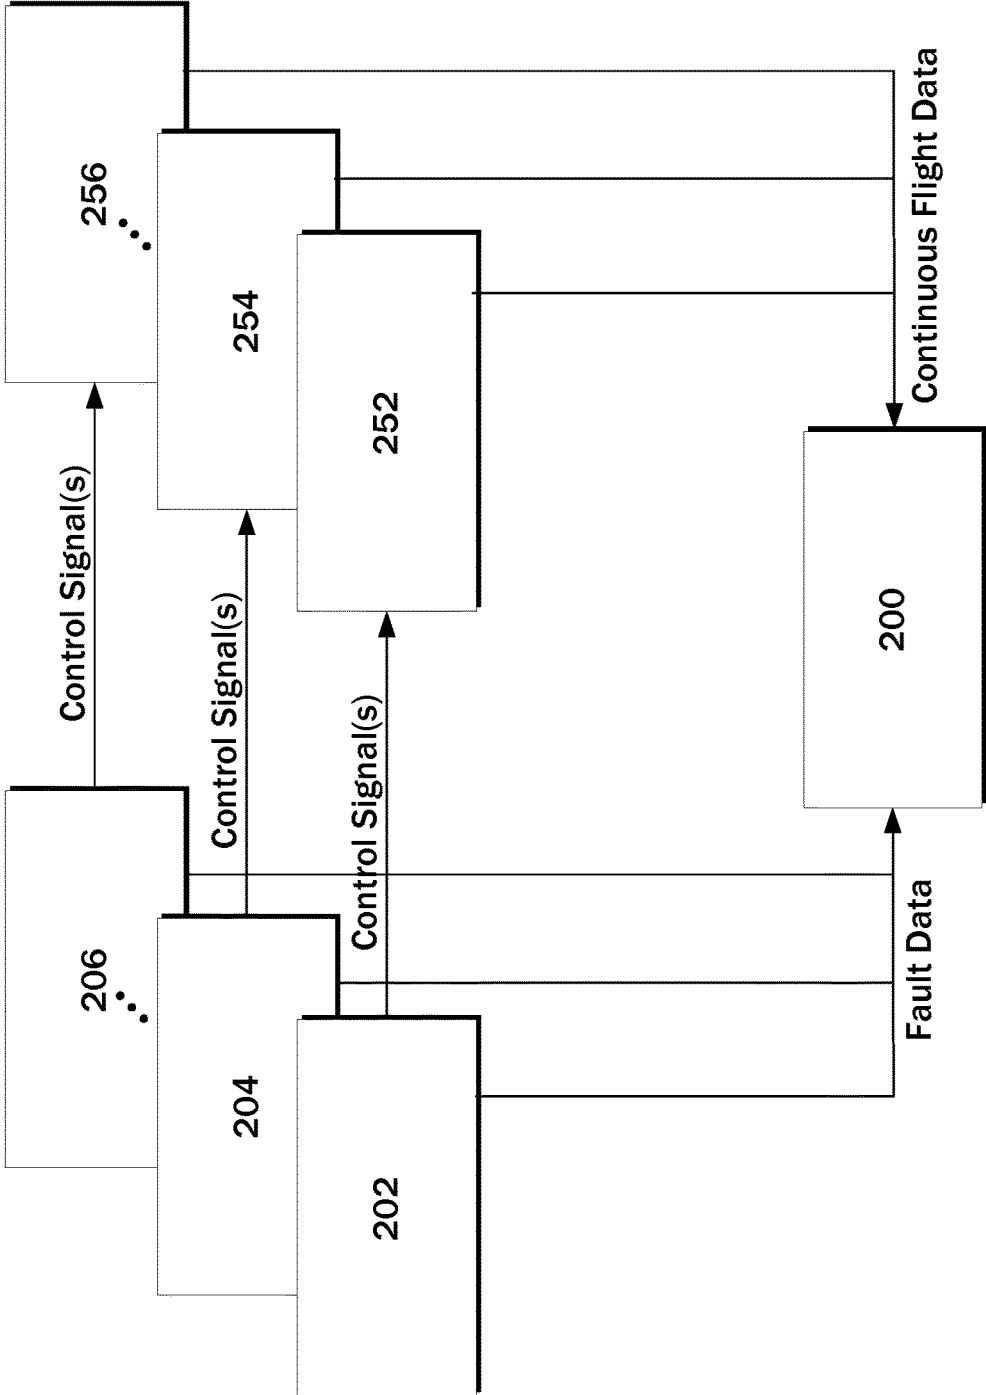 206
Control Signal(s)
256
204
Control Signal(s)
254
202
Control Signal(s)
252
Fault Data
200
Continuous Flight Data